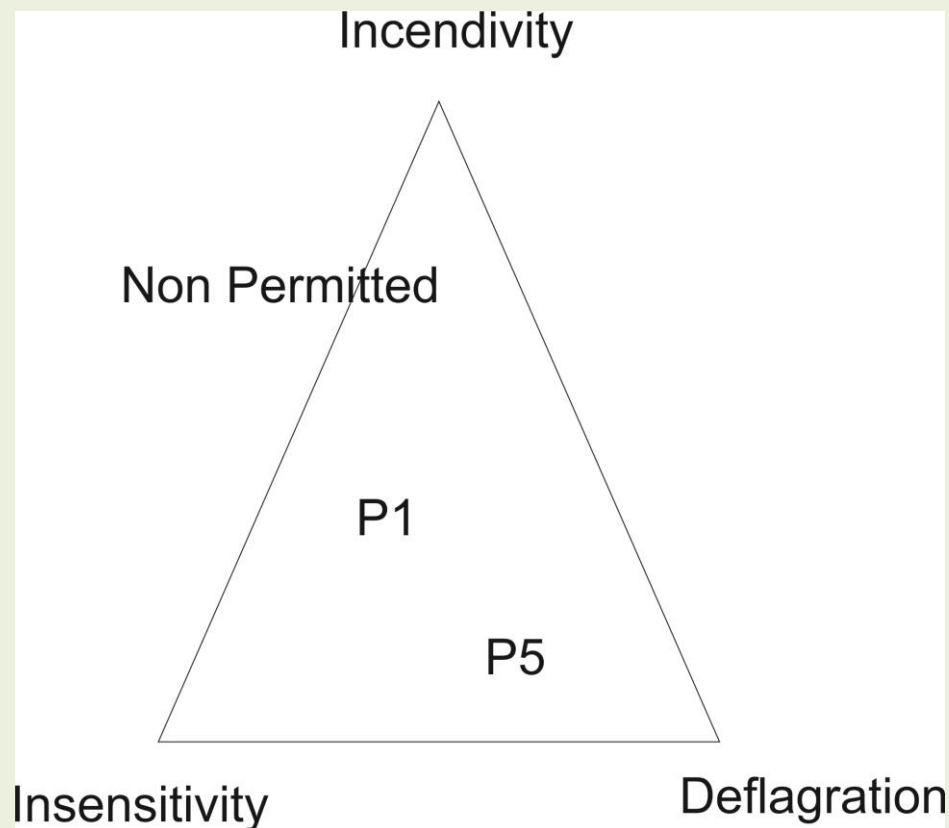 Incendivity
Non Permitted
P1
P5
Insensitivity
Deflagration